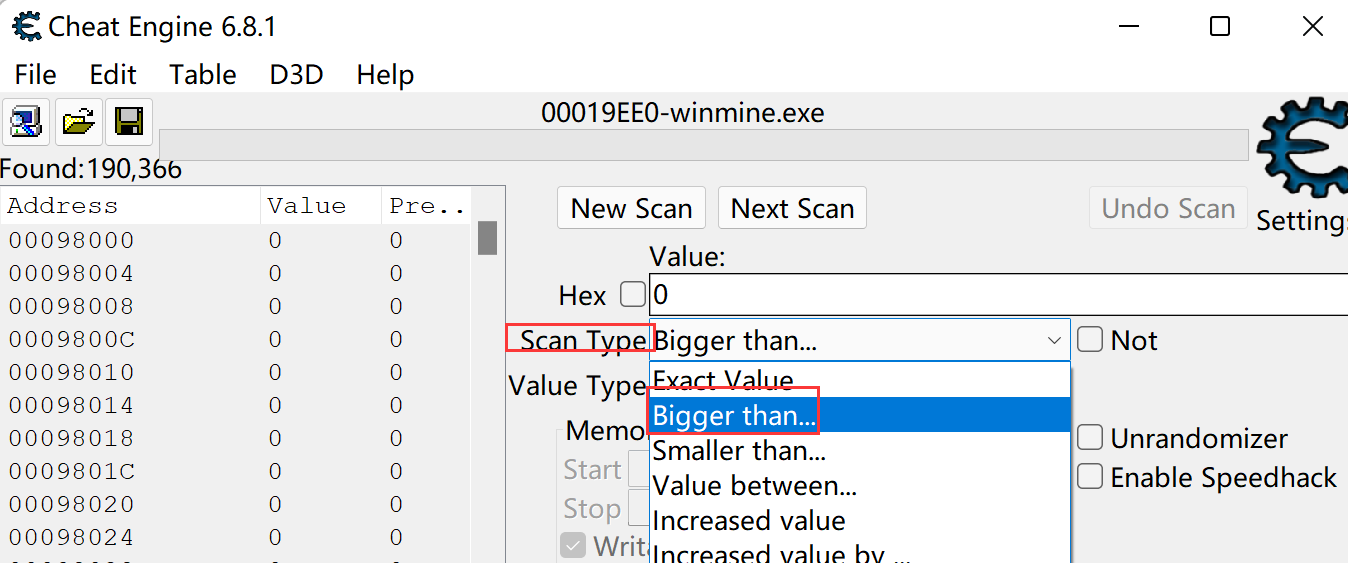 Cheat Engine 6.8.1
File Edit Table D3D Help
00019EE0-winmine.exe
Found:190,366
Settings
Address Value Pre..
00098000 0 0
00098004 0 0
00098008 0 0
0009800C 0 0
00098010 0 0
00098014 0 0
00098018 0 0
0009801C 0 0
00098020 0 0
00098024 0 0
New Scan Next Scan Undo Scan
Value:
Hex 0
Scan Type Bigger than... Not
Value Type
Exact Value
Bigger than...
Smaller than...
Value between...
Increased value
Increased value by ...
Memo
Start
Stop
Writa
Unrandomizer
Enable Speedhack